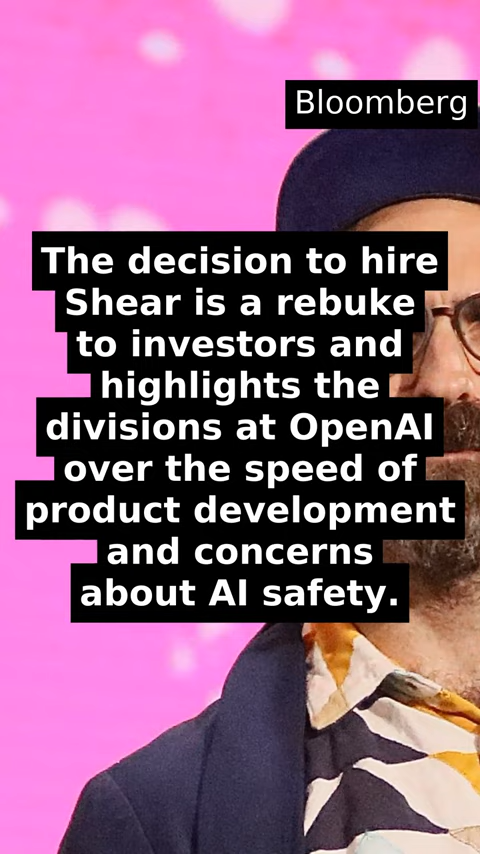 Bloomberg
The decision to hire
Shear is a rebuke
to investors and
highlights the
divisions at OpenAI
over the speed of
product development
and concerns
about AI safety.